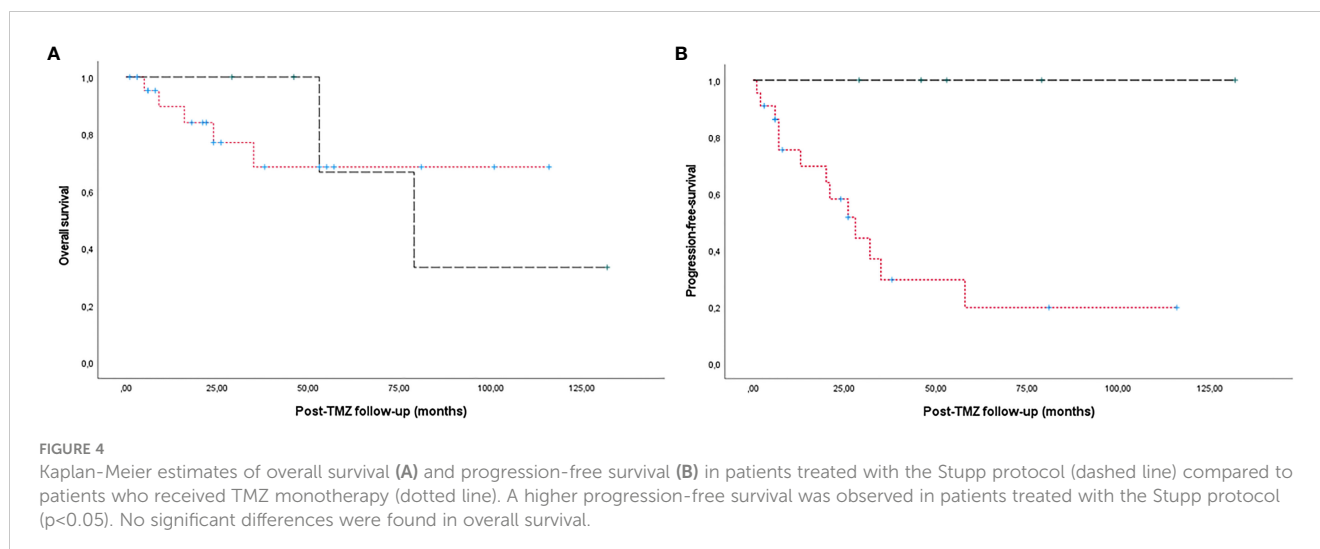 A
B
1,0
0,8
0,6
0,4
0,2
0,0
Overall survival
,00 25,00 50,00 75,00 100,00 125,00
Post-TMZ follow-up (months)
1,0
0,8
0,6
0,4
0,2
0,0
Progression-free-survival
,00 25,00 50,00 75,00 100,00 125,00
Post-TMZ follow-up (months)
FIGURE 4
Kaplan-Meier estimates of overall survival (A) and progression-free survival (B) in patients treated with the Stupp protocol (dashed line) compared to
patients who received TMZ monotherapy (dotted line). A higher progression-free survival was observed in patients treated with the Stupp protocol
(p<0.05). No significant differences were found in overall survival.